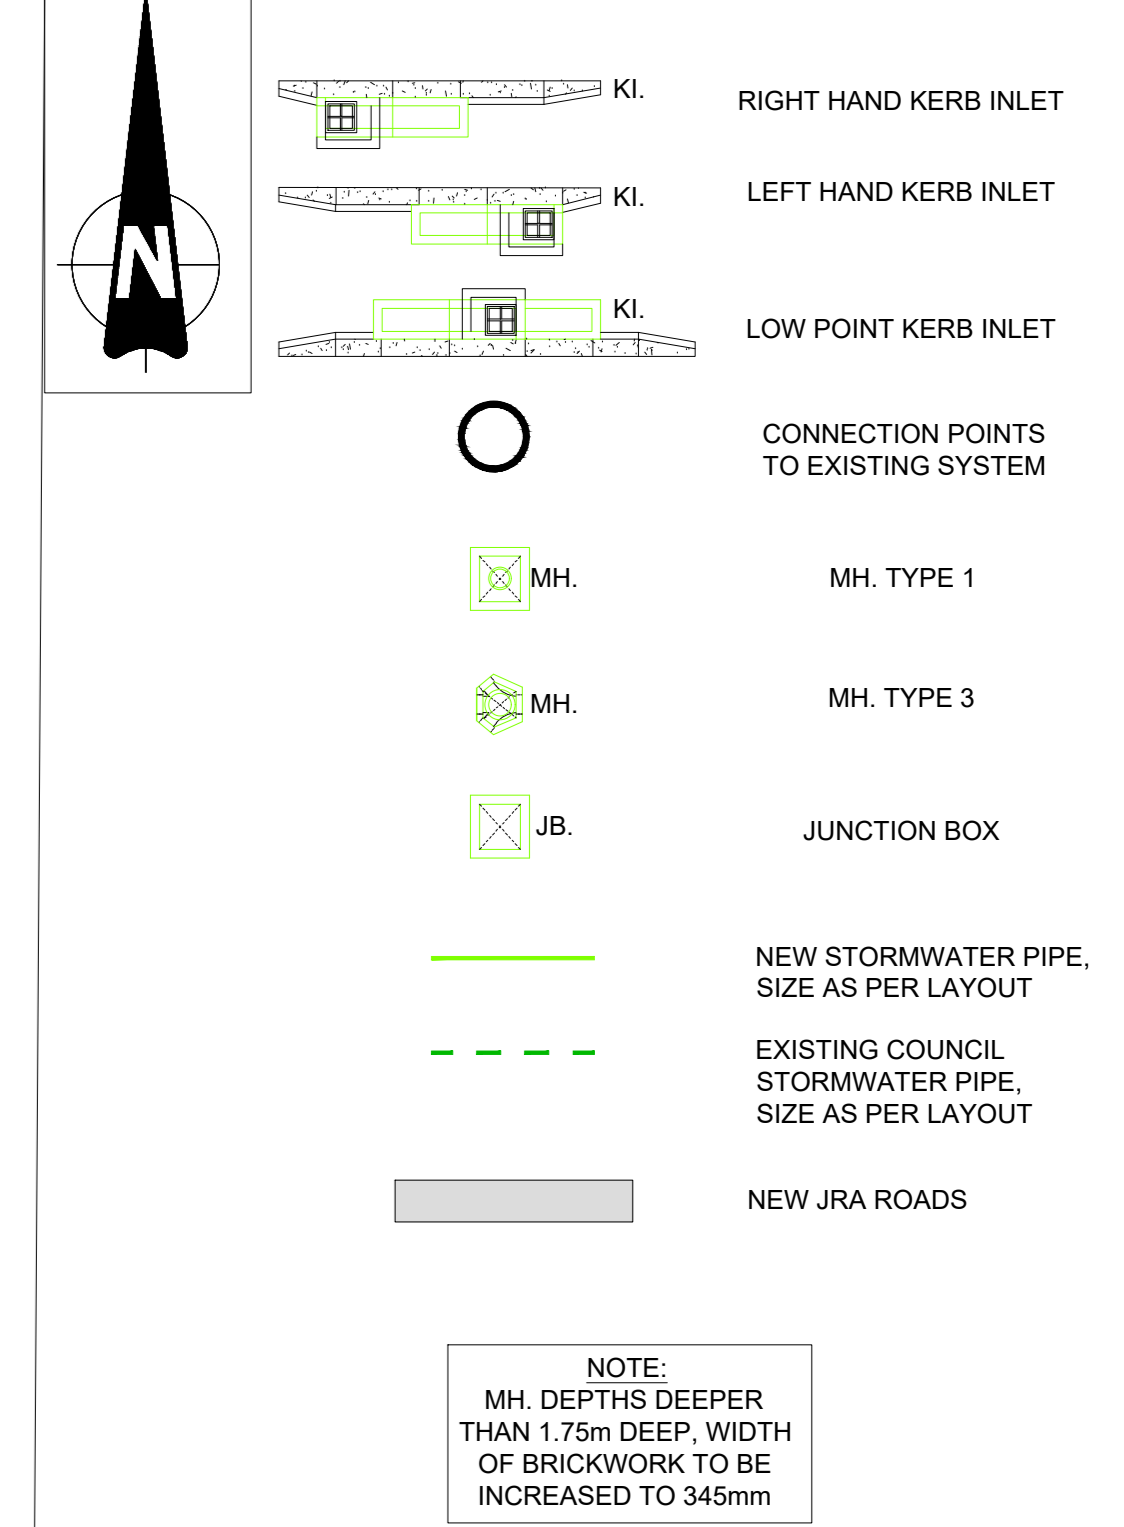 N
KI.
RIGHT HAND KERB INLET
KI.
LEFT HAND KERB INLET
KI.
LOW POINT KERB INLET
CONNECTION POINTS
TO EXISTING SYSTEM
MH.
MH. TYPE 1
MH.
MH. TYPE 3
JB.
JUNCTION BOX
NEW STORMWATER PIPE,
SIZE AS PER LAYOUT
EXISTING COUNCIL
STORMWATER PIPE,
SIZE AS PER LAYOUT
NEW JRA ROADS
NOTE:
MH. DEPTHS DEEPER
THAN 1.75m DEEP, WIDTH
OF BRICKWORK TO BE
INCREASED TO 345mm